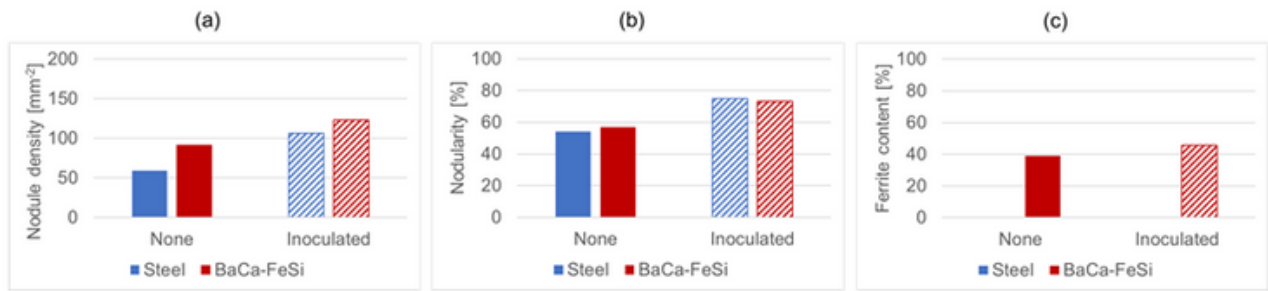 (a)
Nodule density [mm⁻²]
200
150
100
50
0
None Inoculated
Steel BaCa-FeSi
(b)
Nodularity [%]
100
80
60
40
20
0
None Inoculated
Steel BaCa-FeSi
(c)
Ferrite content [%]
100
80
60
40
20
0
None Inoculated
Steel BaCa-FeSi